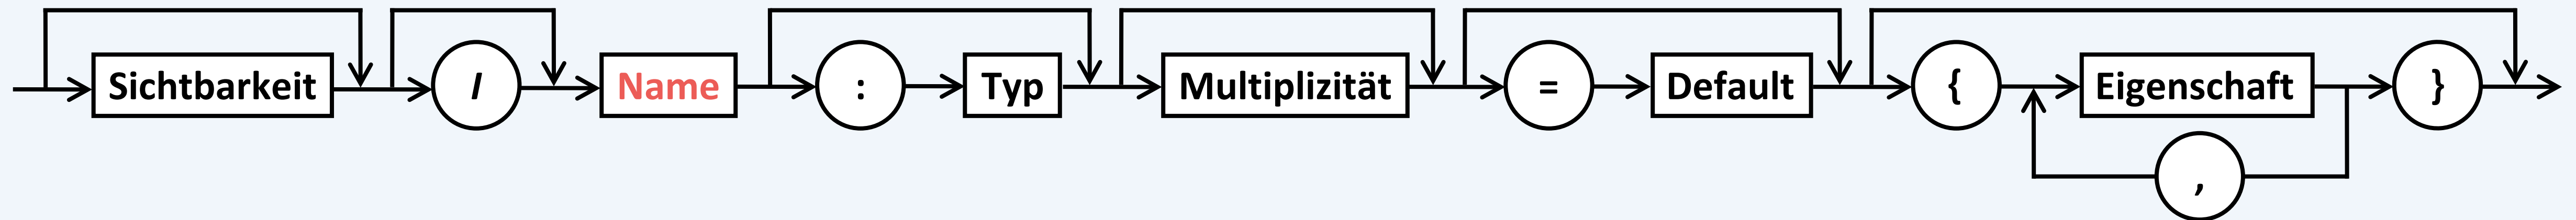 Sichtbarkeit / Name : Typ Multiplizität = Default { Eigenschaft }
,